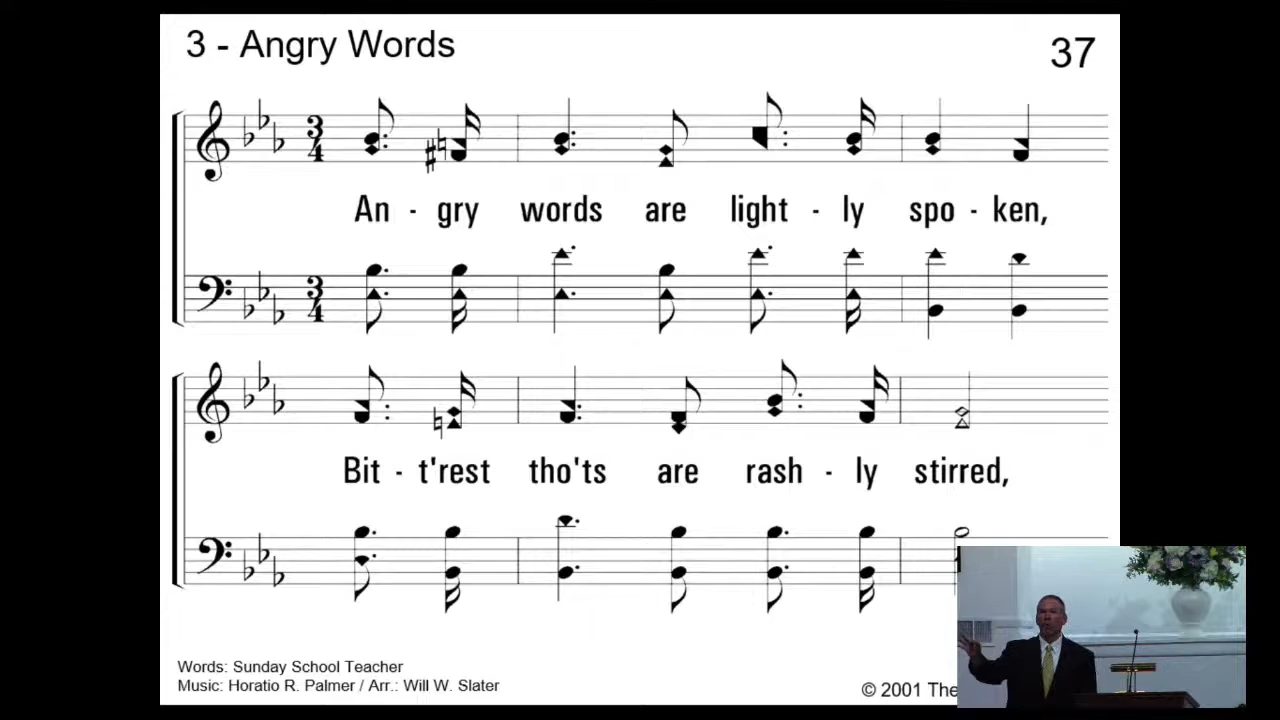 3 - Angry Words
37
An - gry words are light - ly spo - ken,
Bit - t'rest tho'ts are rash - ly stirred,
Words: Sunday School Teacher
Music: Horatio R. Palmer / Arr.: Will W. Slater
© 2001 The